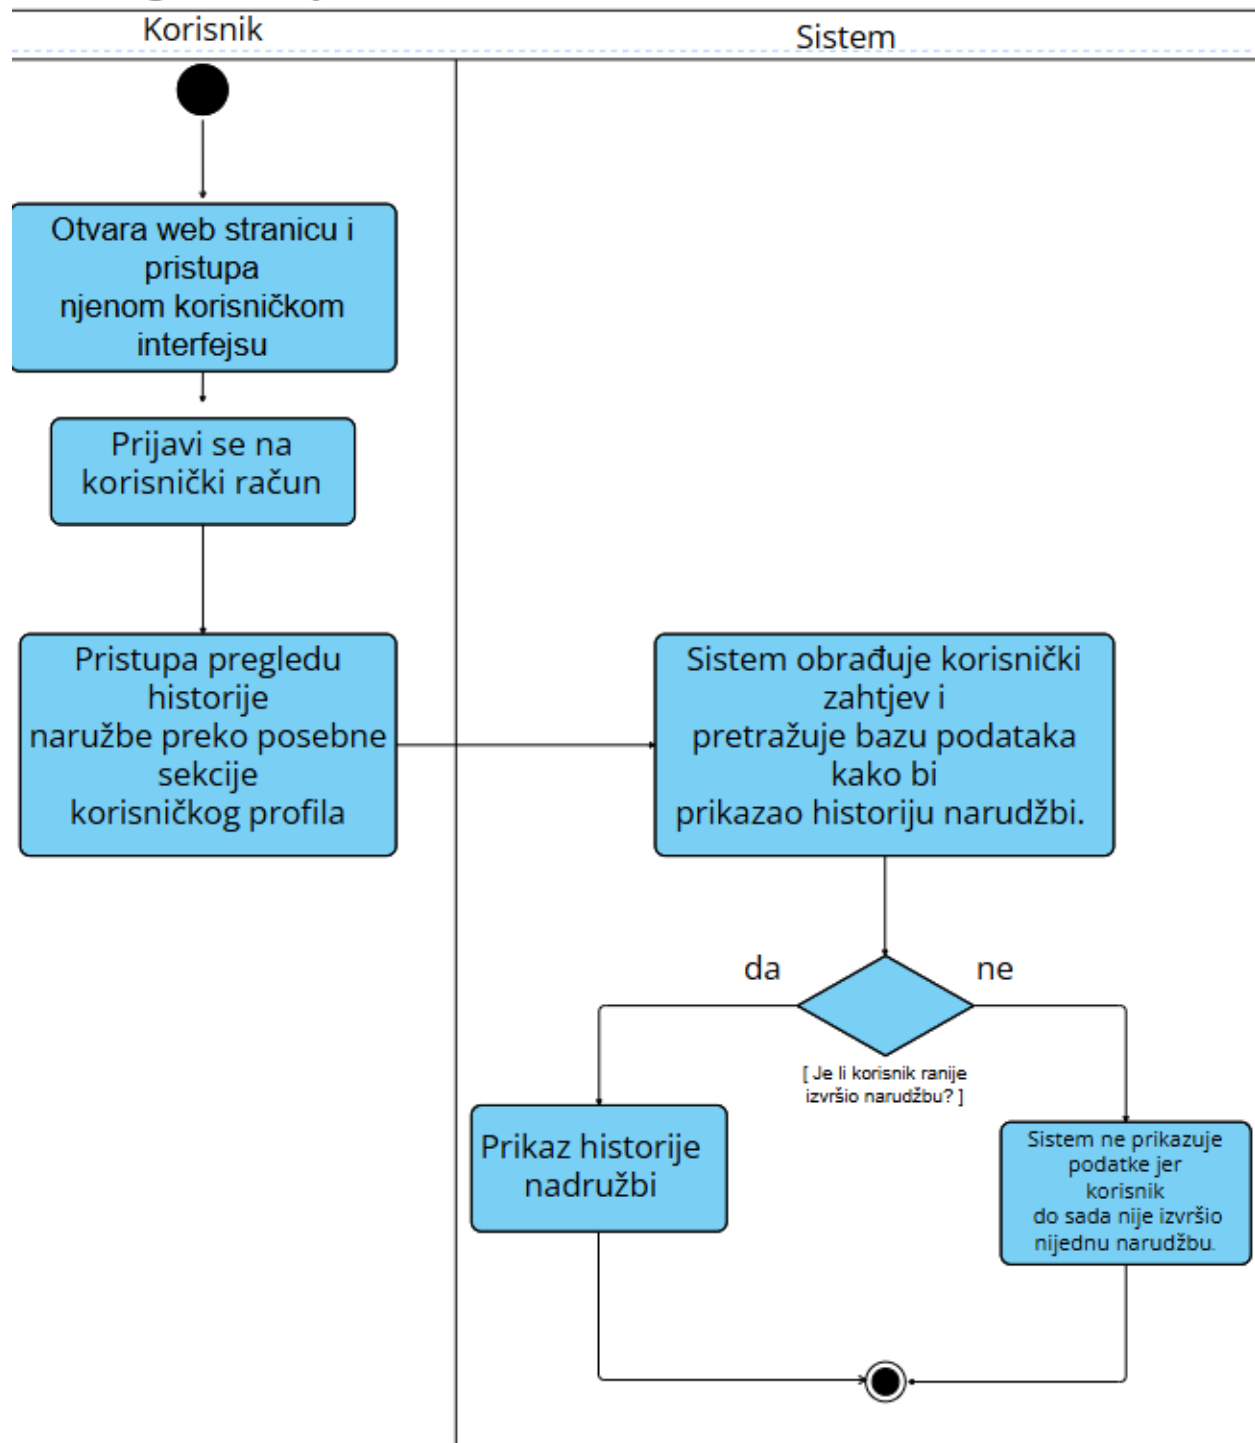 Korisnik
Sistem
Otvara web stranicu i
pristupa
njenom korisničkom
interfejsu
Prijavi se na
korisnički račun
Pristupa pregledu
historije
naružbe preko posebne
sekcije
korisničkog profila
Sistem obrađuje korisnički
zahtjev i
pretražuje bazu podataka
kako bi
prikazao historiju narudžbi.
da
ne
[ Je li korisnik ranije
izvršio narudžbu? ]
Prikaz historije
nadružbi
Sistem ne prikazuje
podatke jer
korisnik
do sada nije izvršio
nijednu narudžbu.